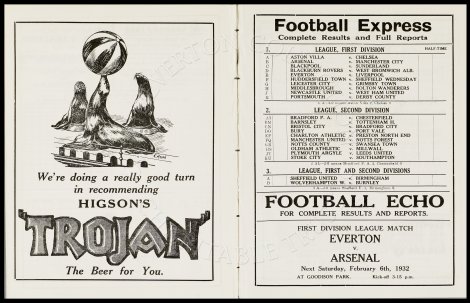 We're doing a really good turn
in recommending
HIGSON'S
TROJAN
The Beer for You.
Football Express
Complete Results and Full Reports
1. LEAGUE, FIRST DIVISION HALF-TIME
A ASTON VILLA v. CHELSEA
B ARSENAL v. MANCHESTER CITY
C BLACKPOOL v. SUNDERLAND
D BLACKBURN ROVERS v. WEST BROMWICH ALB.
E EVERTON v. LIVERPOOL
F HUDDERSFIELD TOWN v. SHEFFIELD WEDNESDAY
G LEICESTER CITY v. GRIMSBY TOWN
H MIDDLESBROUGH v. BOLTON WANDERERS
J NEWCASTLE UNITED v. WEST HAM UNITED
K PORTSMOUTH v. DERBY COUNTY
2. LEAGUE, SECOND DIVISION
BRADFORD P. A. v. CHESTERFIELD
BARNSLEY v. TOTTENHAM H.
BRISTOL CITY v. BRADFORD CITY
BURY v. PORT VALE
CHARLTON ATHLETIC v. PRESTON NORTH END
MANCHESTER UNITED v. NOTTS FOREST
NOTTS COUNTY v. SWANSEA TOWN
OLDHAM ATHLETIC v. MILLWALL
PLYMOUTH ARGYLE v. LEEDS UNITED
STOKE CITY v. SOUTHAMPTON
3. LEAGUE, FIRST AND SECOND DIVISIONS
SHEFFIELD UNITED v. BIRMINGHAM
WOLVERHAMPTON W. v. BURNLEY
FOOTBALL ECHO
FOR COMPLETE RESULTS AND REPORTS.
FIRST DIVISION LEAGUE MATCH
EVERTON
v.
ARSENAL
Next Saturday, February 6th, 1932
AT GOODISON PARK. Kick-off 3-15 p.m.